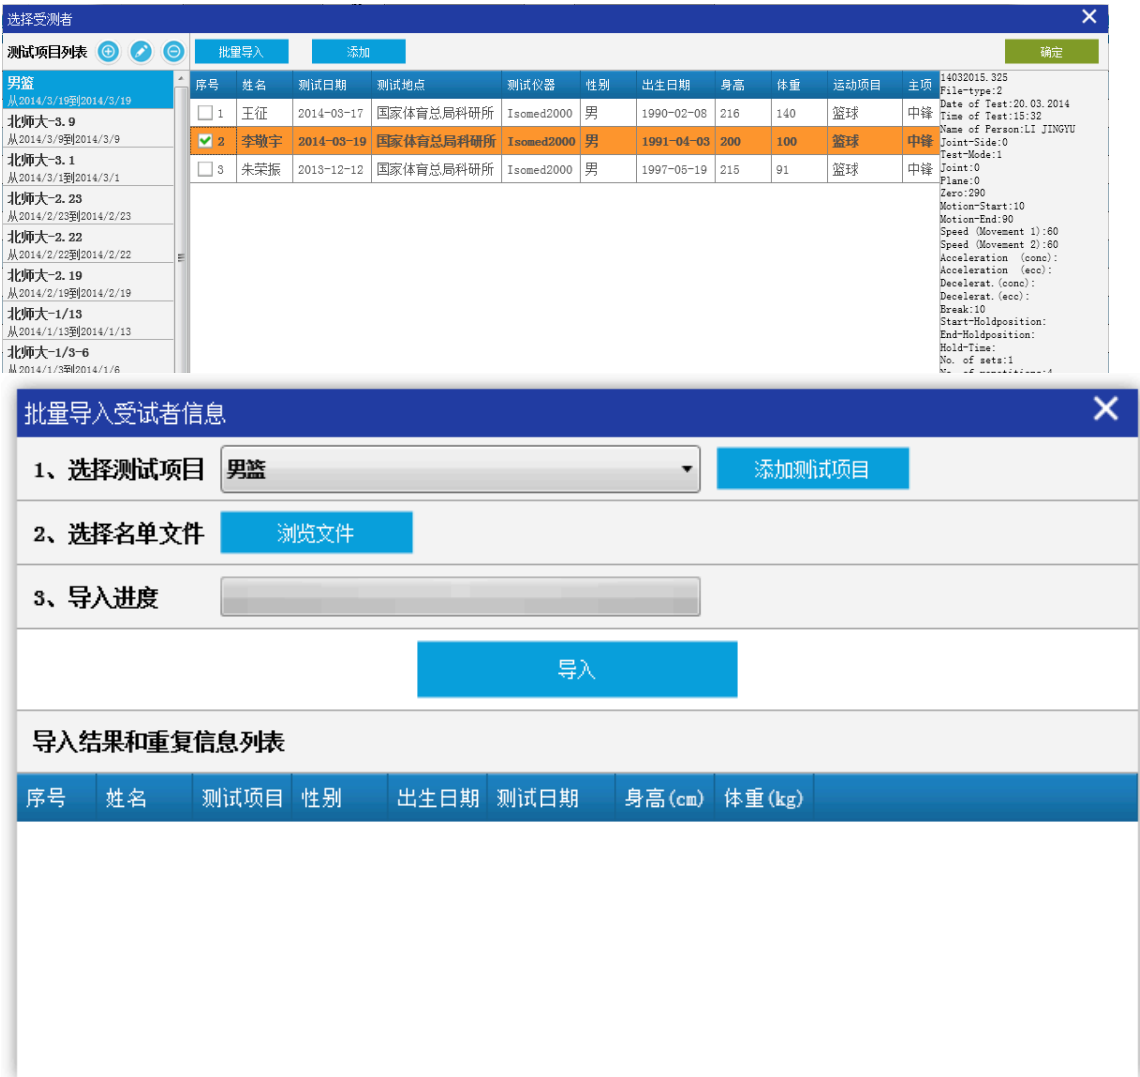 选择受测者
测试项目列表 批量导入 添加 确定
男篮
从2014/3/19到2014/3/19
北师大-3.9
从2014/3/9到2014/3/9
北师大-3.1
从2014/3/1到2014/3/1
北师大-2.23
从2014/2/23到2014/2/23
北师大-2.22
从2014/2/22到2014/2/22
北师大-2.19
从2014/2/19到2014/2/19
北师大-1/13
从2014/1/13到2014/1/13
北师大-1/3-6
从2014/1/3到2014/1/6
序号 姓名 测试日期 测试地点 测试仪器 性别 出生日期 身高 体重 运动项目 主项
1 王征 2014-03-17 国家体育总局科研所 Isomed2000 男 1990-02-08 216 140 篮球 中锋
2 李敬宇 2014-03-19 国家体育总局科研所 Isomed2000 男 1991-04-03 200 100 篮球 中锋
3 朱荣振 2013-12-12 国家体育总局科研所 Isomed2000 男 1997-05-19 215 91 篮球 中锋
14032015.325
File-type:2
Date of Test:20.03.2014
Time of Test:15:32
Name of Person:LI JINGYU
Joint-Side:0
Test-Mode:1
Joint:0
Plane:0
Zero:290
Motion-Start:10
Motion-End:90
Speed (Movement 1):60
Speed (Movement 2):60
Acceleration (conc):
Acceleration (ecc):
Decelerat.(conc):
Decelerat.(ecc):
Break:10
Start-Holdposition:
End-Holdposition:
Hold-Time:
No. of sets:1
No. of repetitions:4
批量导入受试者信息
1、选择测试项目 男篮 添加测试项目
2、选择名单文件 浏览文件
3、导入进度
导入
导入结果和重复信息列表
序号 姓名 测试项目 性别 出生日期 测试日期 身高(cm) 体重(kg)